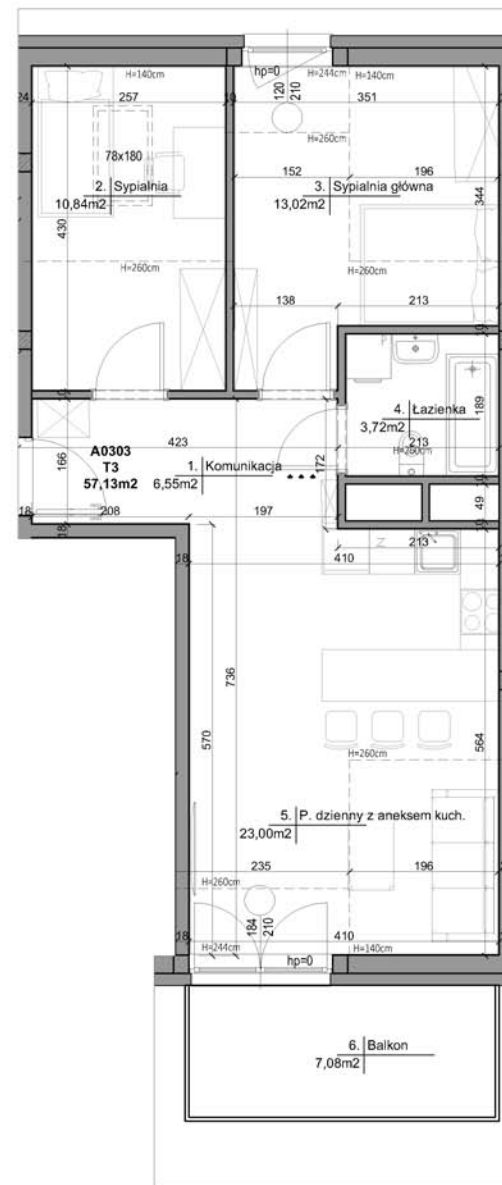 H=140cm
hp=0
H=244cm
H=140cm
24
257
10
120
210
351
H=260cm
78x180
152
196
2. Sypialnia
10,84m2
3. Sypialnia główna
13,02m2
344
430
H=260cm
H=260cm
138
213
10
10
10
189
4. Łazienka
3,72m2
A0303
T3
57,13m2
423
213
H=260cm
166
1. Komunikacja
6,55m2
172
49
18
208
197
10
18
213
18
410
N
736
570
564
H=260cm
5. P. dzienny z aneksem kuch.
23,00m2
235
196
H=260cm
184
210
18
410
H=244cm
hp=0
H=140cm
6. Balkon
7,08m2